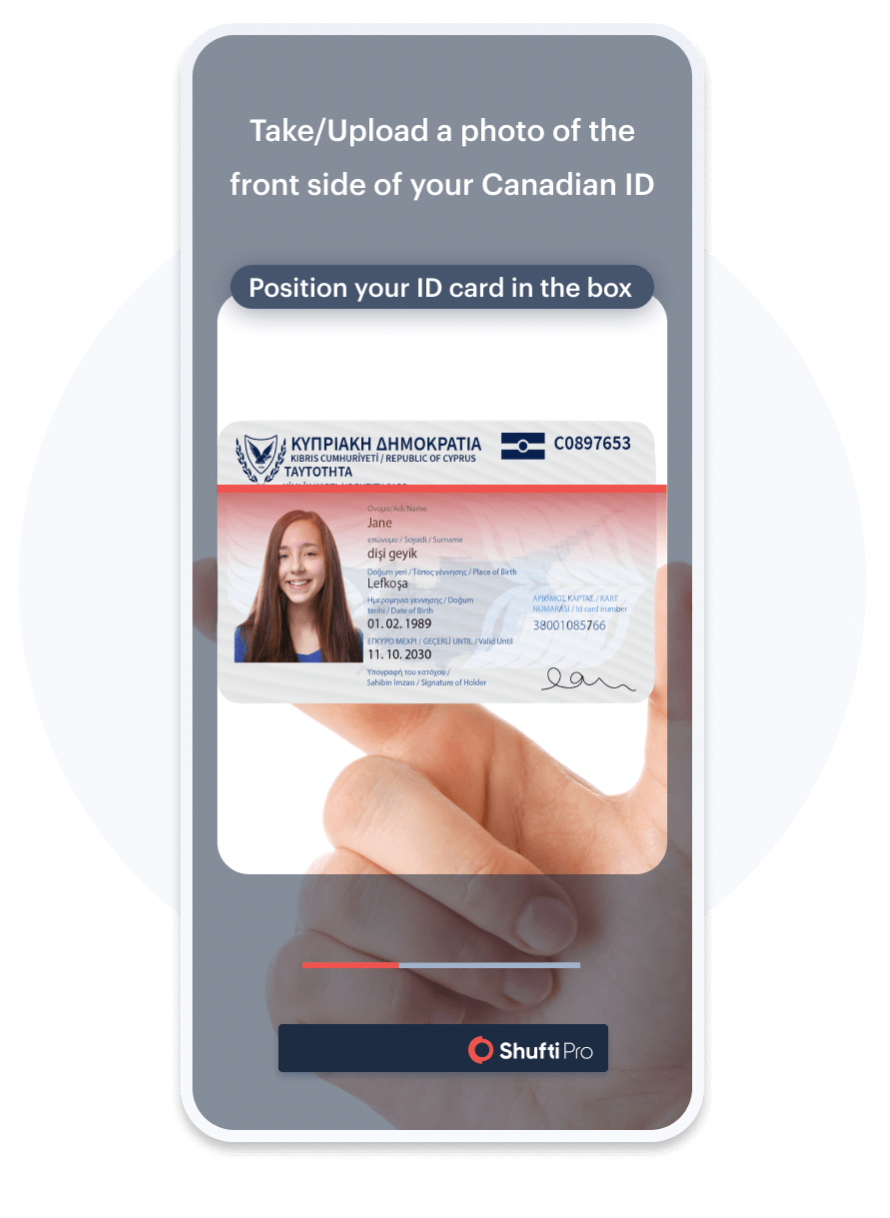 Take/Upload a photo of the
front side of your Canadian ID
Position your ID card in the box
ΚΥΠΡΙΑΚΗ ΔΗΜΟΚΡΑΤΙΑ
KIBRIS CUMHURİYETİ / REPUBLIC OF CYPRUS
ΤΑΥΤΟΤΗΤΑ
C0897653
Όνομα/Adi/Name
Jane
επώνυμο / Soyadi / Surname
dişi geyik
Doğum yeri / Τόπος γέννησης / Place of Birth
Lefkoşa
Ημερομηνία γέννησης / Doğum
tarihi / Date of Birth
01. 02. 1989
ΕΓΚΥΡΟ ΜΕΧΡΙ / GEÇERLİ UNTIL / Valid Until
11. 10. 2030
Υπογραφή του κατόχου /
Sahibin İmzası / Signature of Holder
ΑΡΙΘΜΟΣ ΚΑΡΤΑΣ / KART
NUMARASI / Id card number
38001085766
Shufti Pro